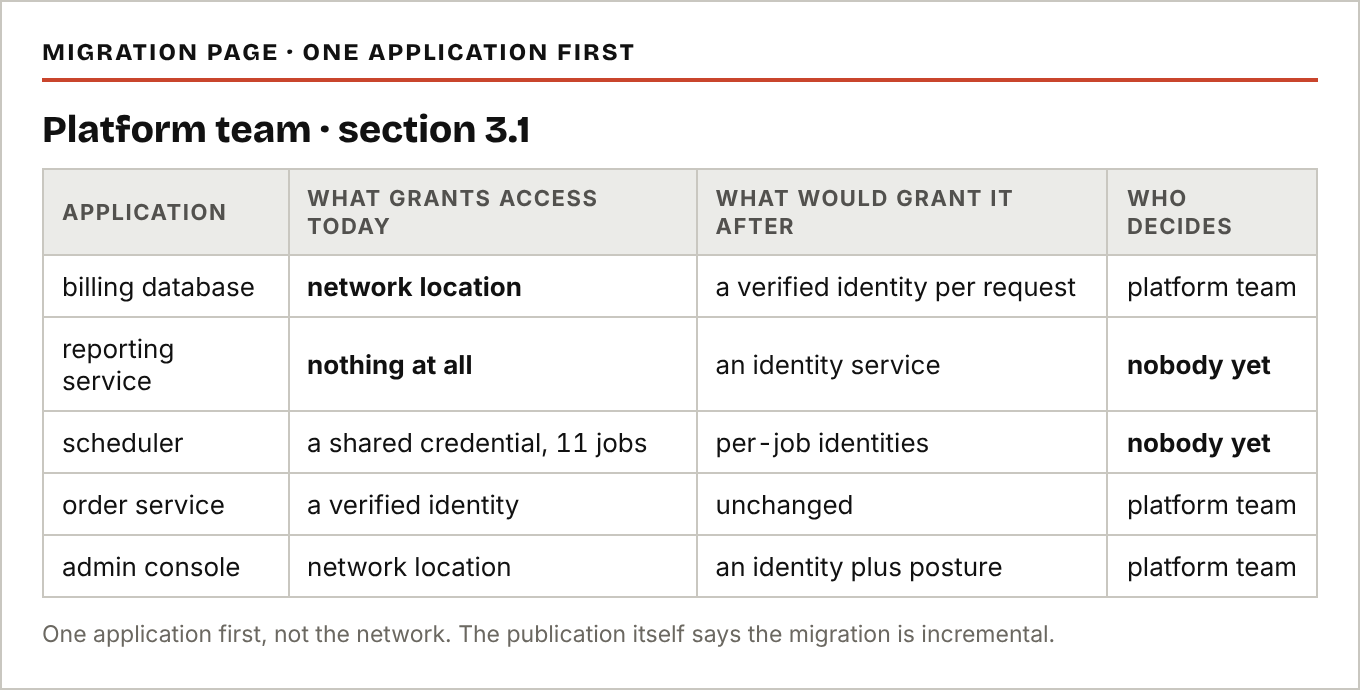 MIGRATION PAGE · ONE APPLICATION FIRST
Platform team · section 3.1
APPLICATION
WHAT GRANTS ACCESS
TODAY
WHAT WOULD GRANT IT
AFTER
WHO
DECIDES
billing database
network location
a verified identity per request
platform team
reporting
service
nothing at all
an identity service
nobody yet
scheduler
a shared credential, 11 jobs
per-job identities
nobody yet
order service
a verified identity
unchanged
platform team
admin console
network location
an identity plus posture
platform team
One application first, not the network. The publication itself says the migration is incremental.